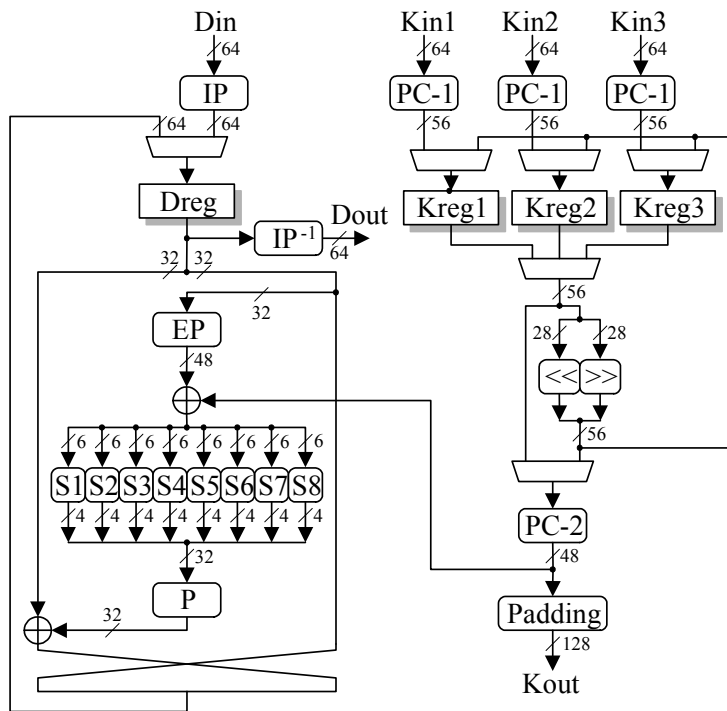 Din Kin1 Kin2 Kin3
64 64 64 64
IP PC-1 PC-1 PC-1
64 64 56 56 56
Dreg Kreg1 Kreg2 Kreg3
IP-1 Dout
64
32 32 56
32
EP 28 28
48 << >>
56
6 6 6 6 6 6 6 6
S1 S2 S3 S4 S5 S6 S7 S8
4 4 4 4 4 4 4 4
PC-2
32 48
P Padding
32 128
Kout